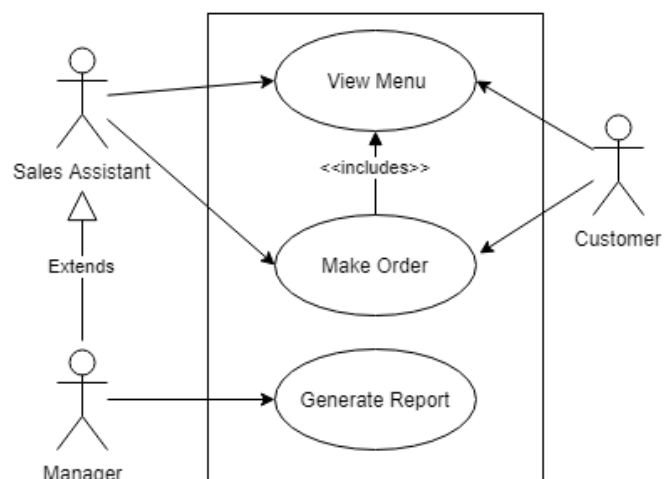 View Menu
Sales Assistant
<<includes>>
Customer
Extends
Make Order
Generate Report
Manager